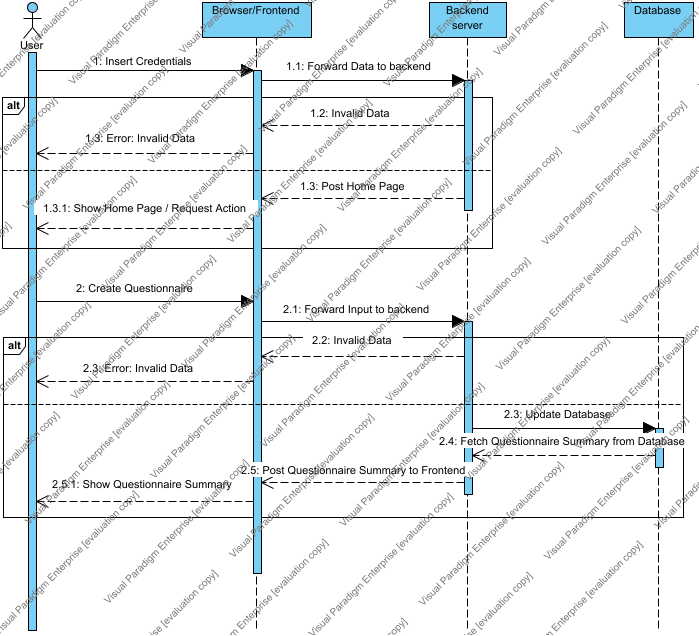 Browser/Frontend
Backend
server
Database
User
1: Insert Credentials
1.1: Forward Data to backend
alt
1.2: Invalid Data
1.3: Error: Invalid Data
1.3: Post Home Page
1.3.1: Show Home Page / Request Action
2: Create Questionnaire
2.1: Forward Input to backend
alt
2.2: Invalid Data
2.3: Error: Invalid Data
2.3: Update Database
2.4: Fetch Questionnaire Summary from Database
2.5: Post Questionnaire Summary to Frontend
2.5.1: Show Questionnaire Summary
Visual Paradigm Enterprise [evaluation copy]